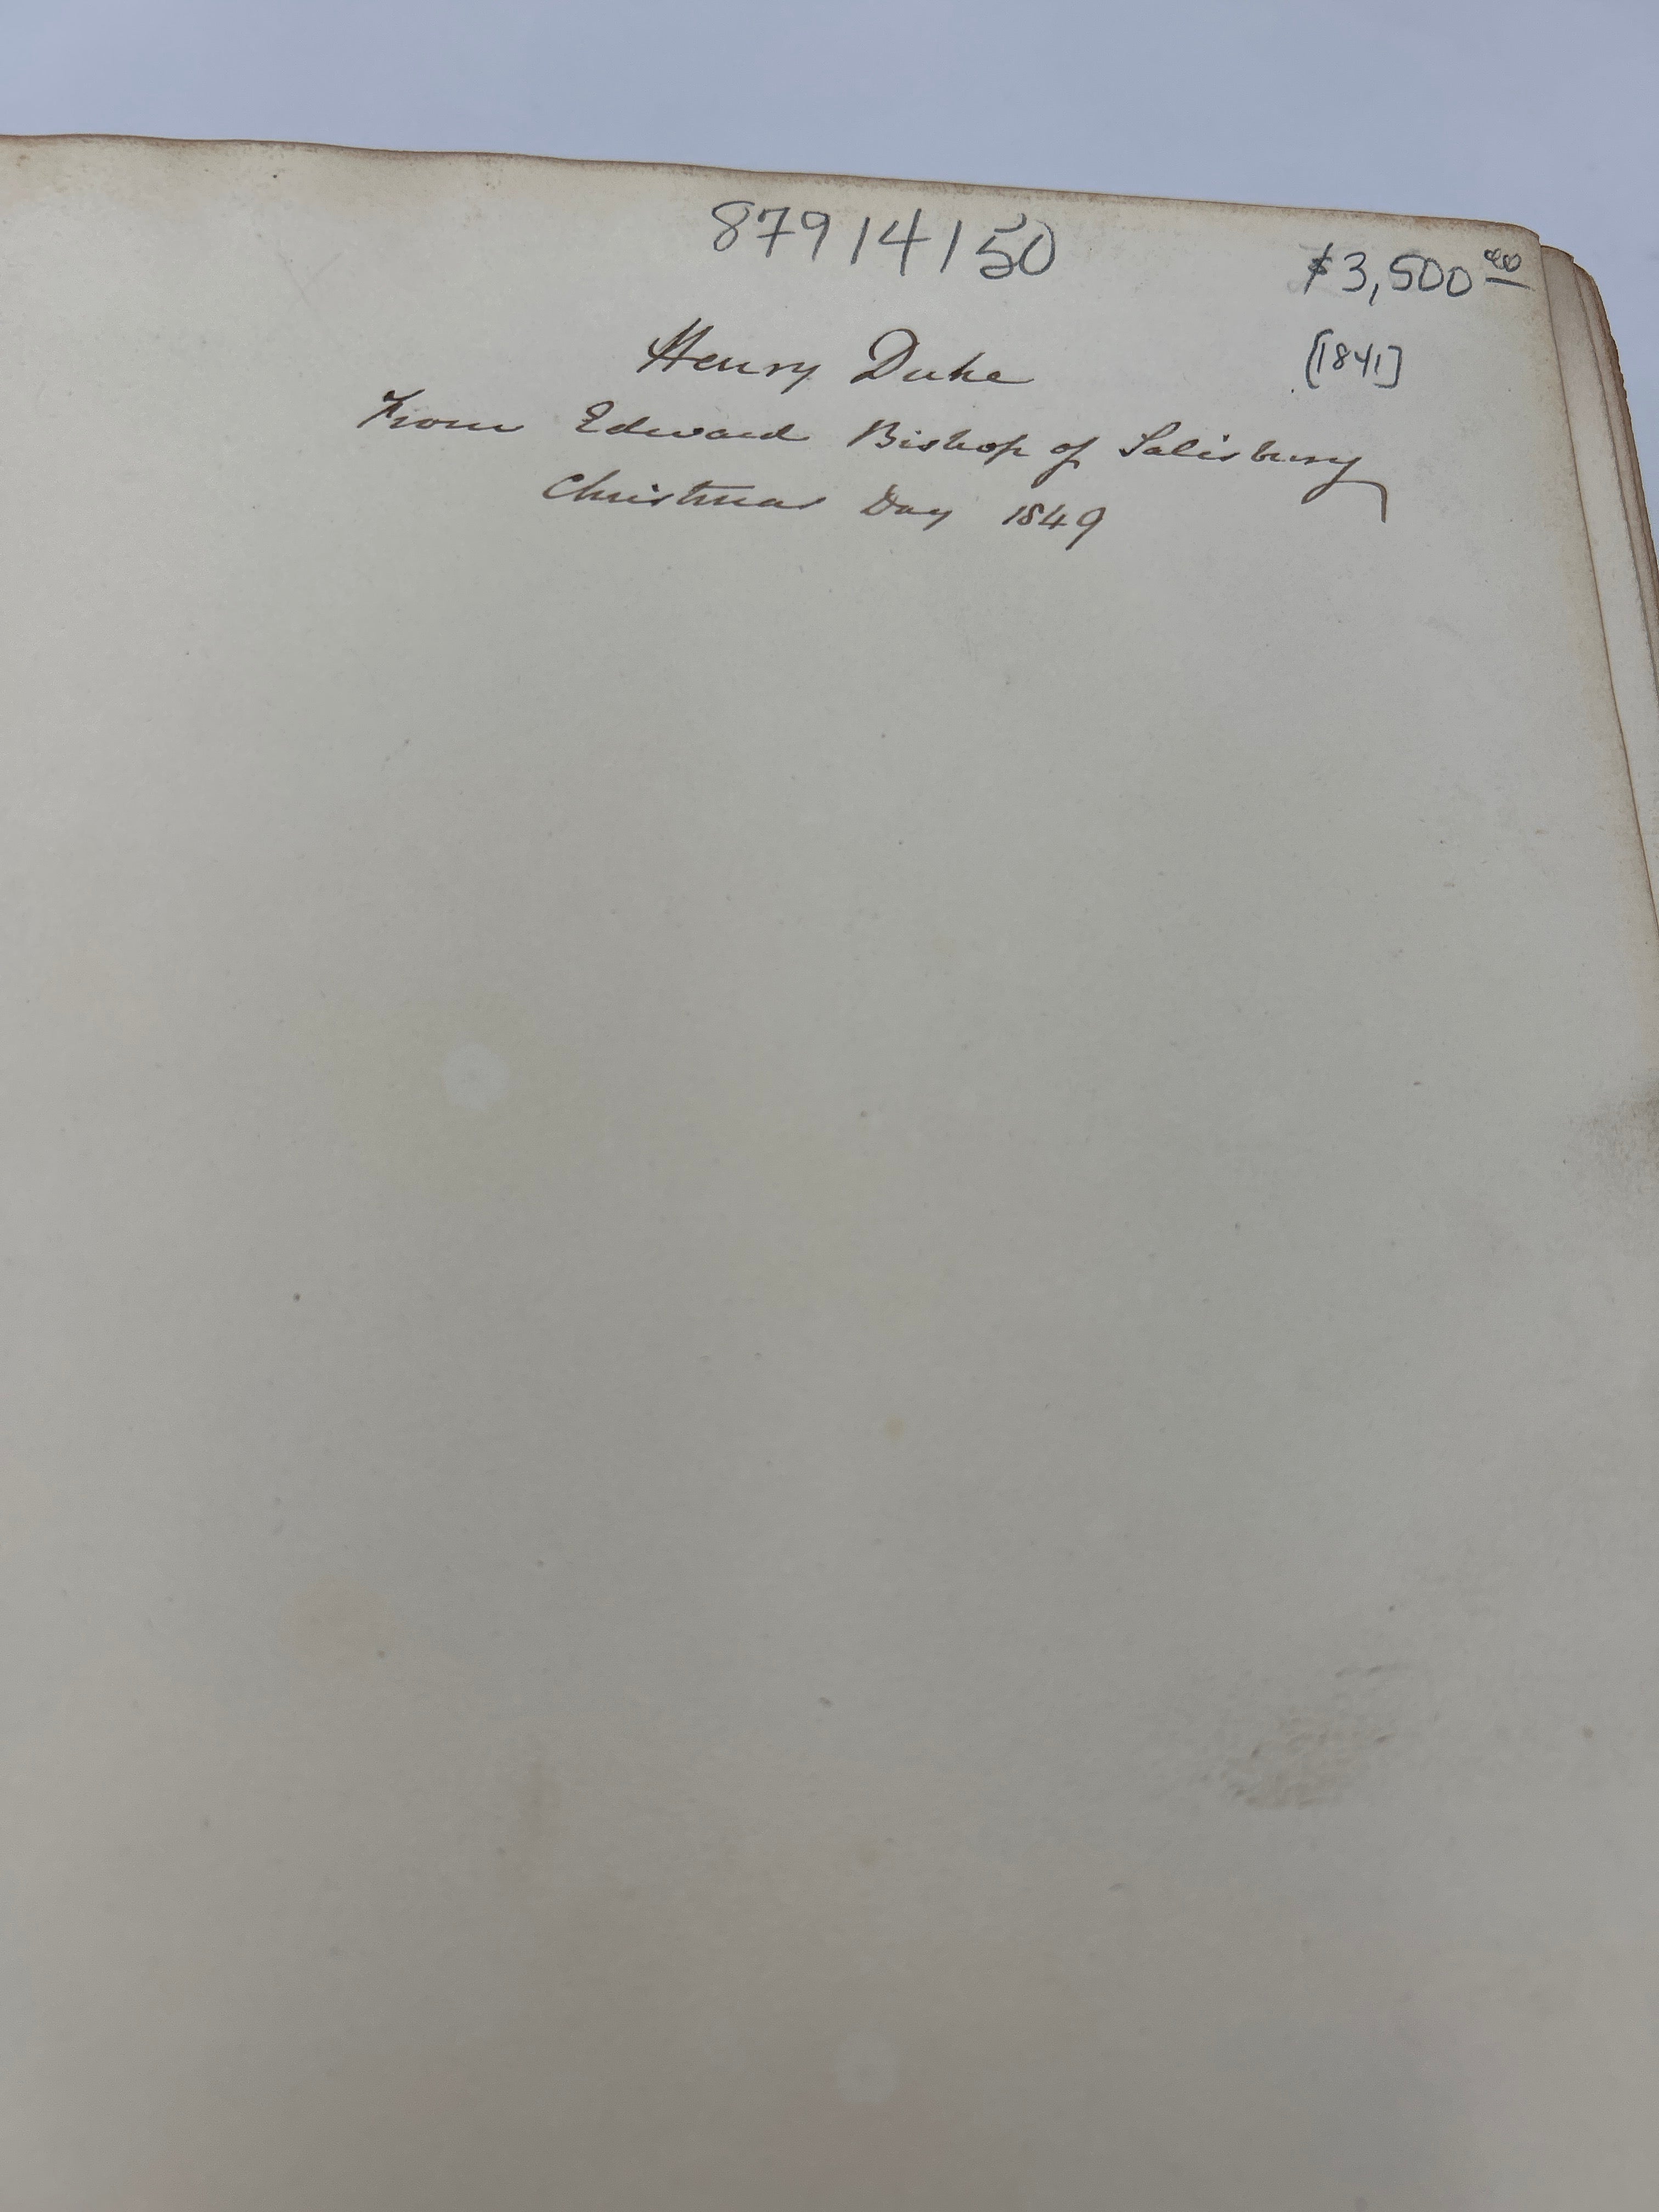 87914150
$3,500 00
[1841]
Henry Duke
From Edward Bishop of Salisbury
Christmas Day 1849